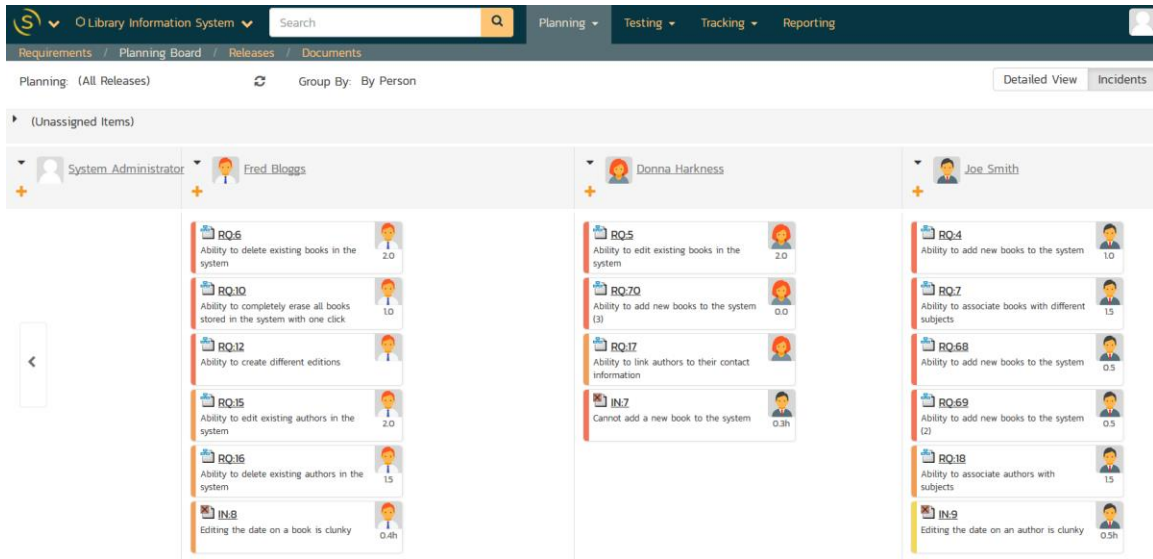 Library Information System
Search
Planning
Testing
Tracking
Reporting
Requirements / Planning Board / Releases / Documents
Planning: (All Releases)
Group By: By Person
Detailed View
Incidents
(Unassigned Items)
System Administrator
Fred Bloggs
Donna Harkness
Joe Smith
RQ:6
Ability to delete existing books in the
system
2.0
RQ:10
Ability to completely erase all books
stored in the system with one click
1.0
RQ:12
Ability to create different editions
RQ:15
Ability to edit existing authors in the
system
2.0
RQ:16
Ability to delete existing authors in the
system
1.5
IN:8
Editing the date on a book is clunky
0.4h
RQ:5
Ability to edit existing books in the
system
2.0
RQ:70
Ability to add new books to the system
(3)
0.0
RQ:17
Ability to link authors to their contact
information
IN:7
Cannot add a new book to the system
0.3h
RQ:4
Ability to add new books to the system
1.0
RQ:7
Ability to associate books with different
subjects
1.5
RQ:68
Ability to add new books to the system
0.5
RQ:69
Ability to add new books to the system
(2)
0.5
RQ:18
Ability to associate authors with
subjects
1.5
IN:9
Editing the date on an author is clunky
0.5h